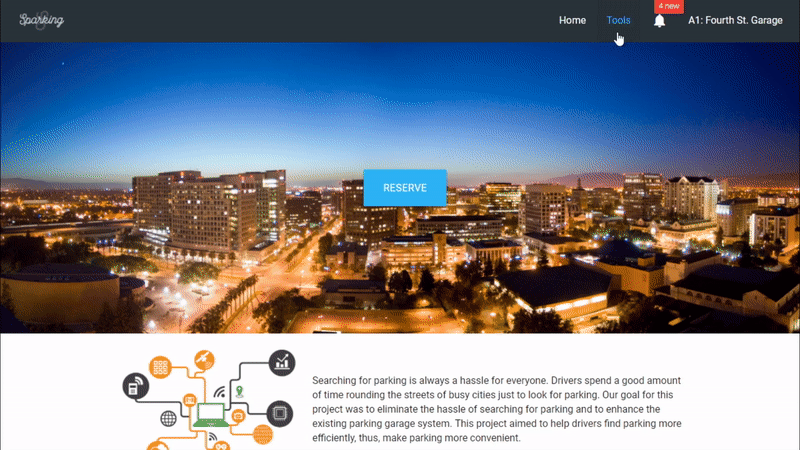 Sparking
Home
Tools
4 new
A1: Fourth St. Garage
RESERVE
Searching for parking is always a hassle for everyone. Drivers spend a good amount
of time rounding the streets of busy cities just to look for parking. Our goal for this
project was to eliminate the hassle of searching for parking and to enhance the
existing parking garage system. This project aimed to help drivers find parking more
efficiently, thus, make parking more convenient.